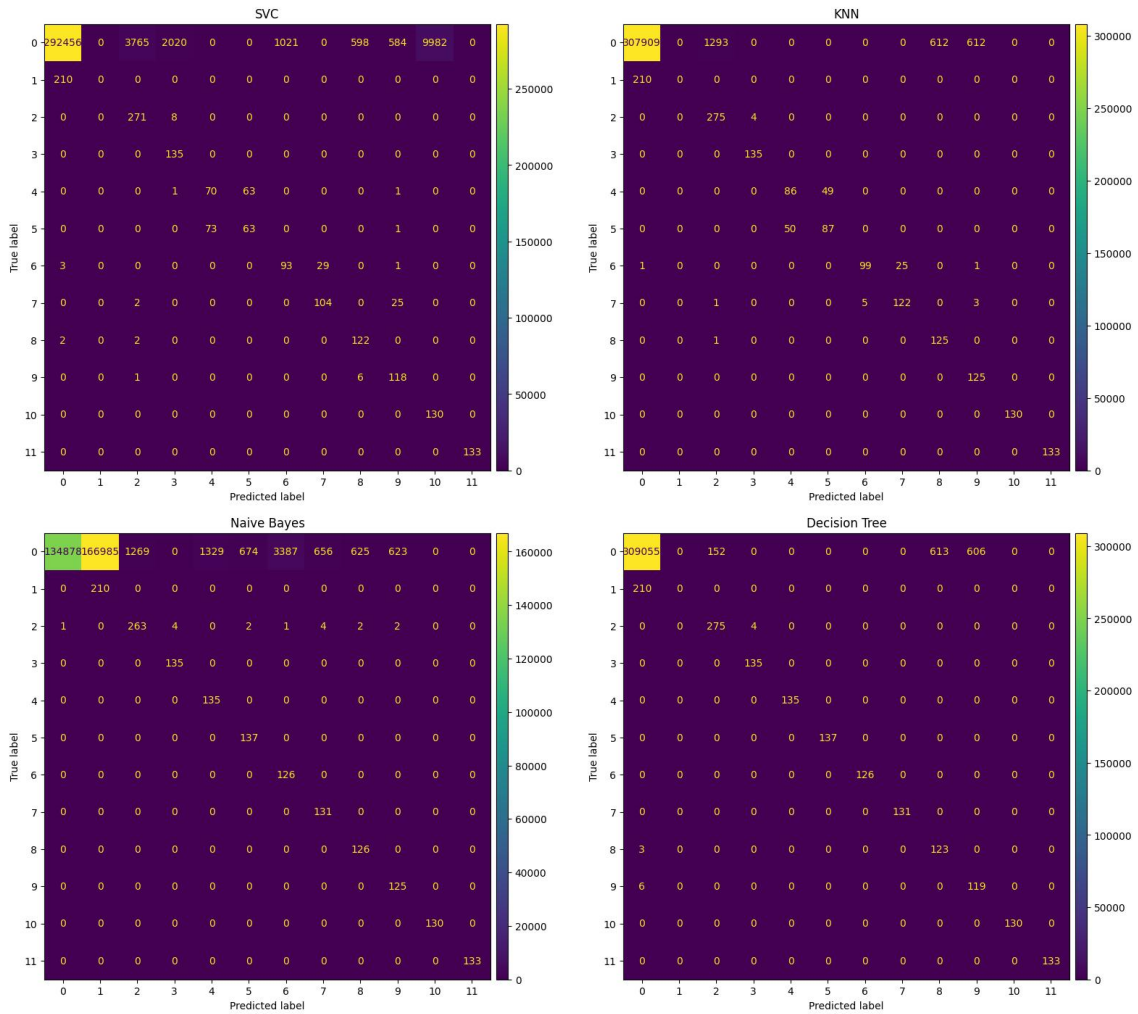 SVC
0 292456 0 3765 2020 0 0 1021 0 598 584 9982 0
1 210 0 0 0 0 0 0 0 0 0 0 0
2 0 0 271 8 0 0 0 0 0 0 0 0
3 0 0 0 135 0 0 0 0 0 0 0 0
4 0 0 0 1 70 63 0 0 0 1 0 0
5 0 0 0 0 73 63 0 0 0 1 0 0
6 3 0 0 0 0 0 93 29 0 1 0 0
7 0 0 2 0 0 0 0 104 0 25 0 0
8 2 0 2 0 0 0 0 0 122 0 0 0
9 0 0 1 0 0 0 0 0 6 118 0 0
10 0 0 0 0 0 0 0 0 0 0 130 0
11 0 0 0 0 0 0 0 0 0 0 0 133
0 1 2 3 4 5 6 7 8 9 10 11
Predicted label
True label
250000
200000
150000
100000
50000
0
KNN
0 307909 0 1293 0 0 0 0 0 612 612 0 0
1 210 0 0 0 0 0 0 0 0 0 0 0
2 0 0 275 4 0 0 0 0 0 0 0 0
3 0 0 0 135 0 0 0 0 0 0 0 0
4 0 0 0 0 86 49 0 0 0 0 0 0
5 0 0 0 0 50 87 0 0 0 0 0 0
6 1 0 0 0 0 0 99 25 0 1 0 0
7 0 0 1 0 0 0 5 122 0 3 0 0
8 0 0 1 0 0 0 0 0 125 0 0 0
9 0 0 0 0 0 0 0 0 0 125 0 0
10 0 0 0 0 0 0 0 0 0 0 130 0
11 0 0 0 0 0 0 0 0 0 0 0 133
0 1 2 3 4 5 6 7 8 9 10 11
Predicted label
True label
300000
250000
200000
150000
100000
50000
0
Naive Bayes
0 134878 166985 1269 0 1329 674 3387 656 625 623 0 0
1 0 210 0 0 0 0 0 0 0 0 0 0
2 1 0 263 4 0 2 1 4 2 2 0 0
3 0 0 0 135 0 0 0 0 0 0 0 0
4 0 0 0 0 135 0 0 0 0 0 0 0
5 0 0 0 0 0 137 0 0 0 0 0 0
6 0 0 0 0 0 0 126 0 0 0 0 0
7 0 0 0 0 0 0 0 131 0 0 0 0
8 0 0 0 0 0 0 0 0 126 0 0 0
9 0 0 0 0 0 0 0 0 0 125 0 0
10 0 0 0 0 0 0 0 0 0 0 130 0
11 0 0 0 0 0 0 0 0 0 0 0 133
0 1 2 3 4 5 6 7 8 9 10 11
Predicted label
True label
160000
140000
120000
100000
80000
60000
40000
20000
0
Decision Tree
0 309055 0 152 0 0 0 0 0 613 606 0 0
1 210 0 0 0 0 0 0 0 0 0 0 0
2 0 0 275 4 0 0 0 0 0 0 0 0
3 0 0 0 135 0 0 0 0 0 0 0 0
4 0 0 0 0 135 0 0 0 0 0 0 0
5 0 0 0 0 0 137 0 0 0 0 0 0
6 0 0 0 0 0 0 126 0 0 0 0 0
7 0 0 0 0 0 0 0 131 0 0 0 0
8 3 0 0 0 0 0 0 0 123 0 0 0
9 6 0 0 0 0 0 0 0 0 119 0 0
10 0 0 0 0 0 0 0 0 0 0 130 0
11 0 0 0 0 0 0 0 0 0 0 0 133
0 1 2 3 4 5 6 7 8 9 10 11
Predicted label
True label
300000
250000
200000
150000
100000
50000
0